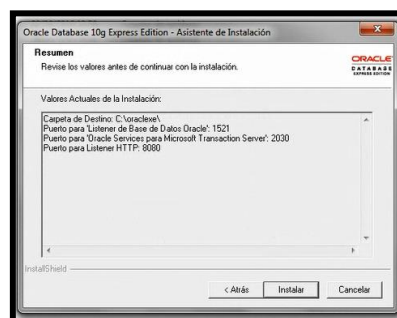 Oracle Database 10g Express Edition - Asistente de Instalación
Resumen
Revise los valores antes de continuar con la instalación.
ORACLE
DATABASE
EXPRESS EDITION
Valores Actuales de la Instalación:
Carpeta de Destino: C:\oraclexe\
Puerto para 'Listener de Base de Datos Oracle': 1521
Puerto para 'Oracle Services para Microsoft Transaction Server': 2030
Puerto para Listener HTTP: 8080
InstallShield
< Atrás
Instalar
Cancelar